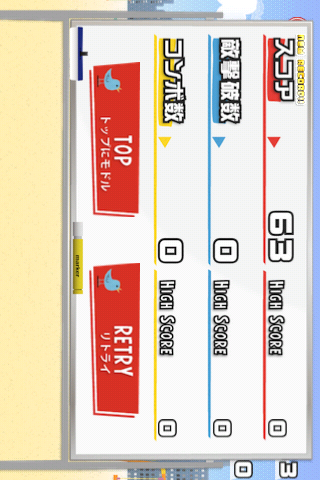 NEW RECORD!!
スコア
63
HIGH SCORE
0
敵撃破数
0
HIGH SCORE
0
コンボ数
0
HIGH SCORE
0
TOP
トップにモドル
RETRY
リトライ
marker
0
0